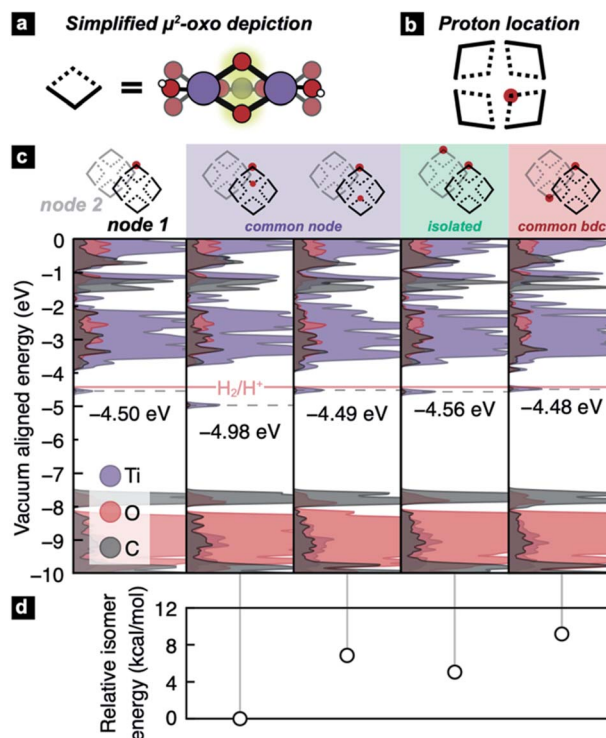 a Simplified μ²-oxo depiction
=
b Proton location
c
node 2
node 1
common node
isolated
common bdc
Vacuum aligned energy (eV)
0
−1
−2
−3
−4
−5
−6
−7
−8
−9
−10
H₂/H⁺
−4.50 eV
−4.98 eV
−4.49 eV
−4.56 eV
−4.48 eV
Ti
O
C
d
Relative isomer
energy (kcal/mol)
12
8
4
0